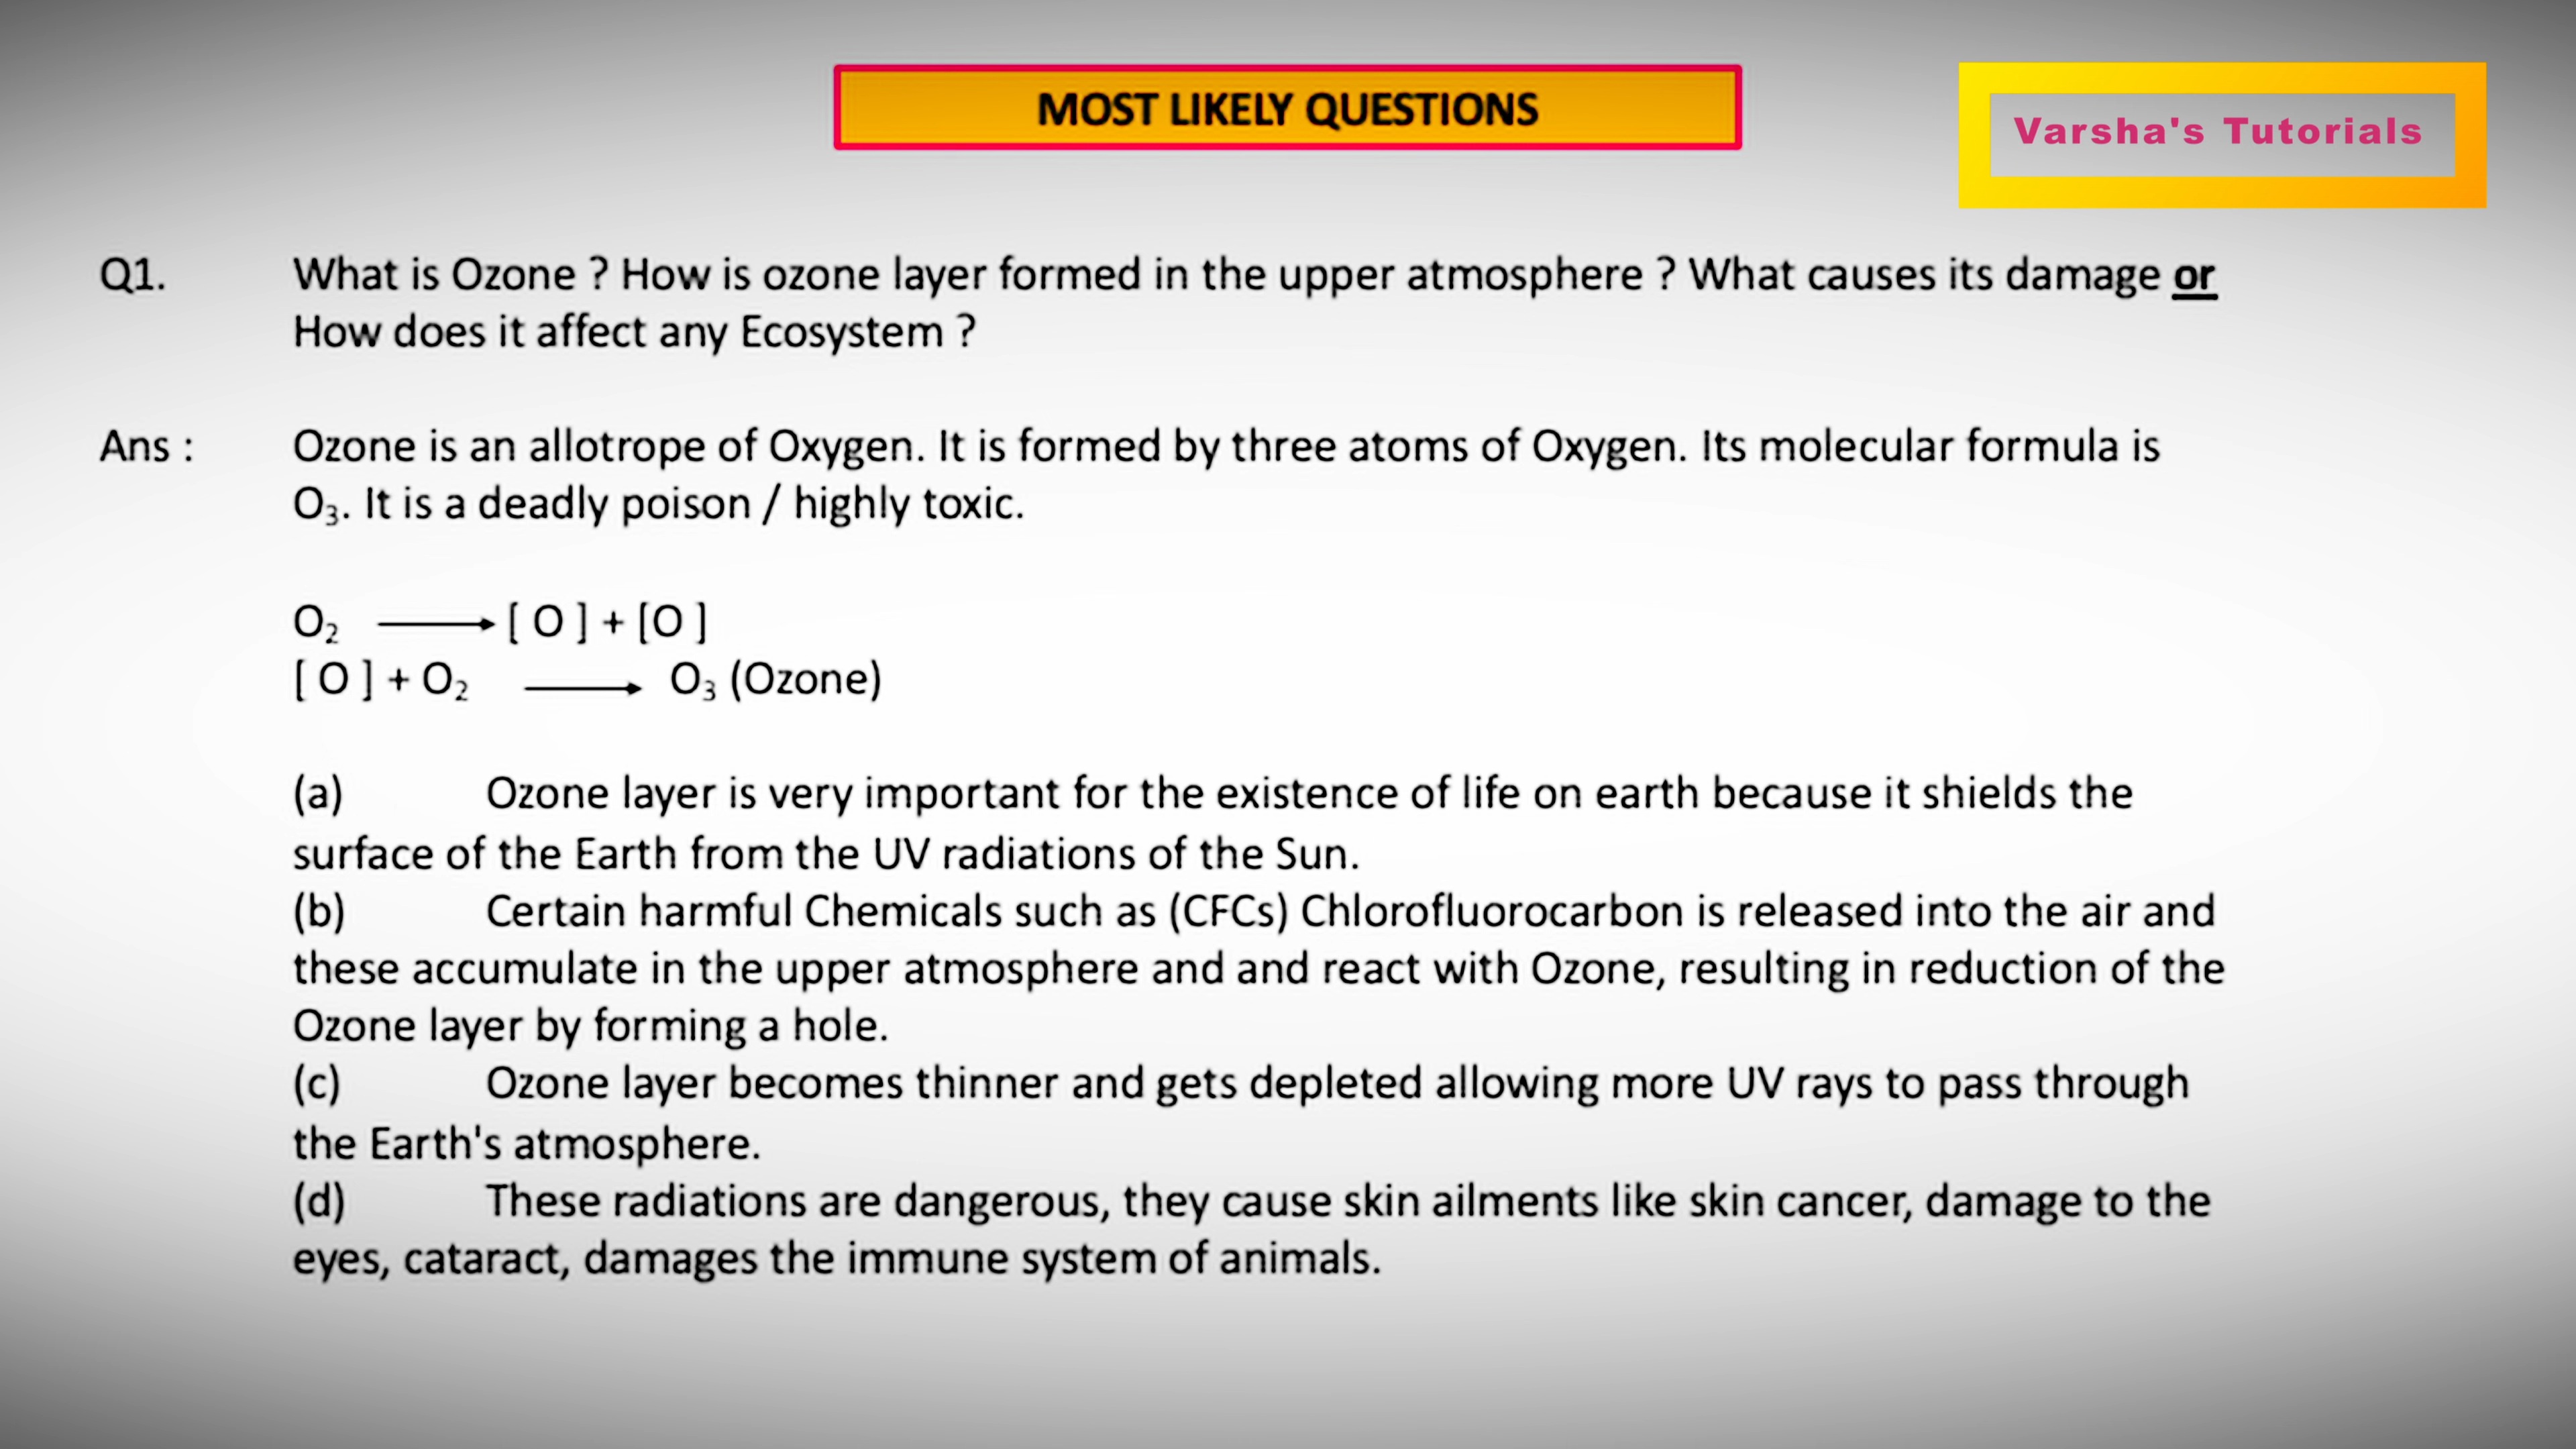 MOST LIKELY QUESTIONS
Varsha's Tutorials
Q1. What is Ozone ? How is ozone layer formed in the upper atmosphere ? What causes its damage or
How does it affect any Ecosystem ?
Ans : Ozone is an allotrope of Oxygen. It is formed by three atoms of Oxygen. Its molecular formula is
O₃. It is a deadly poison / highly toxic.
O₂ ⟶ [ O ] + [O ]
[ O ] + O₂ ⟶ O₃ (Ozone)
(a) Ozone layer is very important for the existence of life on earth because it shields the
surface of the Earth from the UV radiations of the Sun.
(b) Certain harmful Chemicals such as (CFCs) Chlorofluorocarbon is released into the air and
these accumulate in the upper atmosphere and and react with Ozone, resulting in reduction of the
Ozone layer by forming a hole.
(c) Ozone layer becomes thinner and gets depleted allowing more UV rays to pass through
the Earth's atmosphere.
(d) These radiations are dangerous, they cause skin ailments like skin cancer, damage to the
eyes, cataract, damages the immune system of animals.